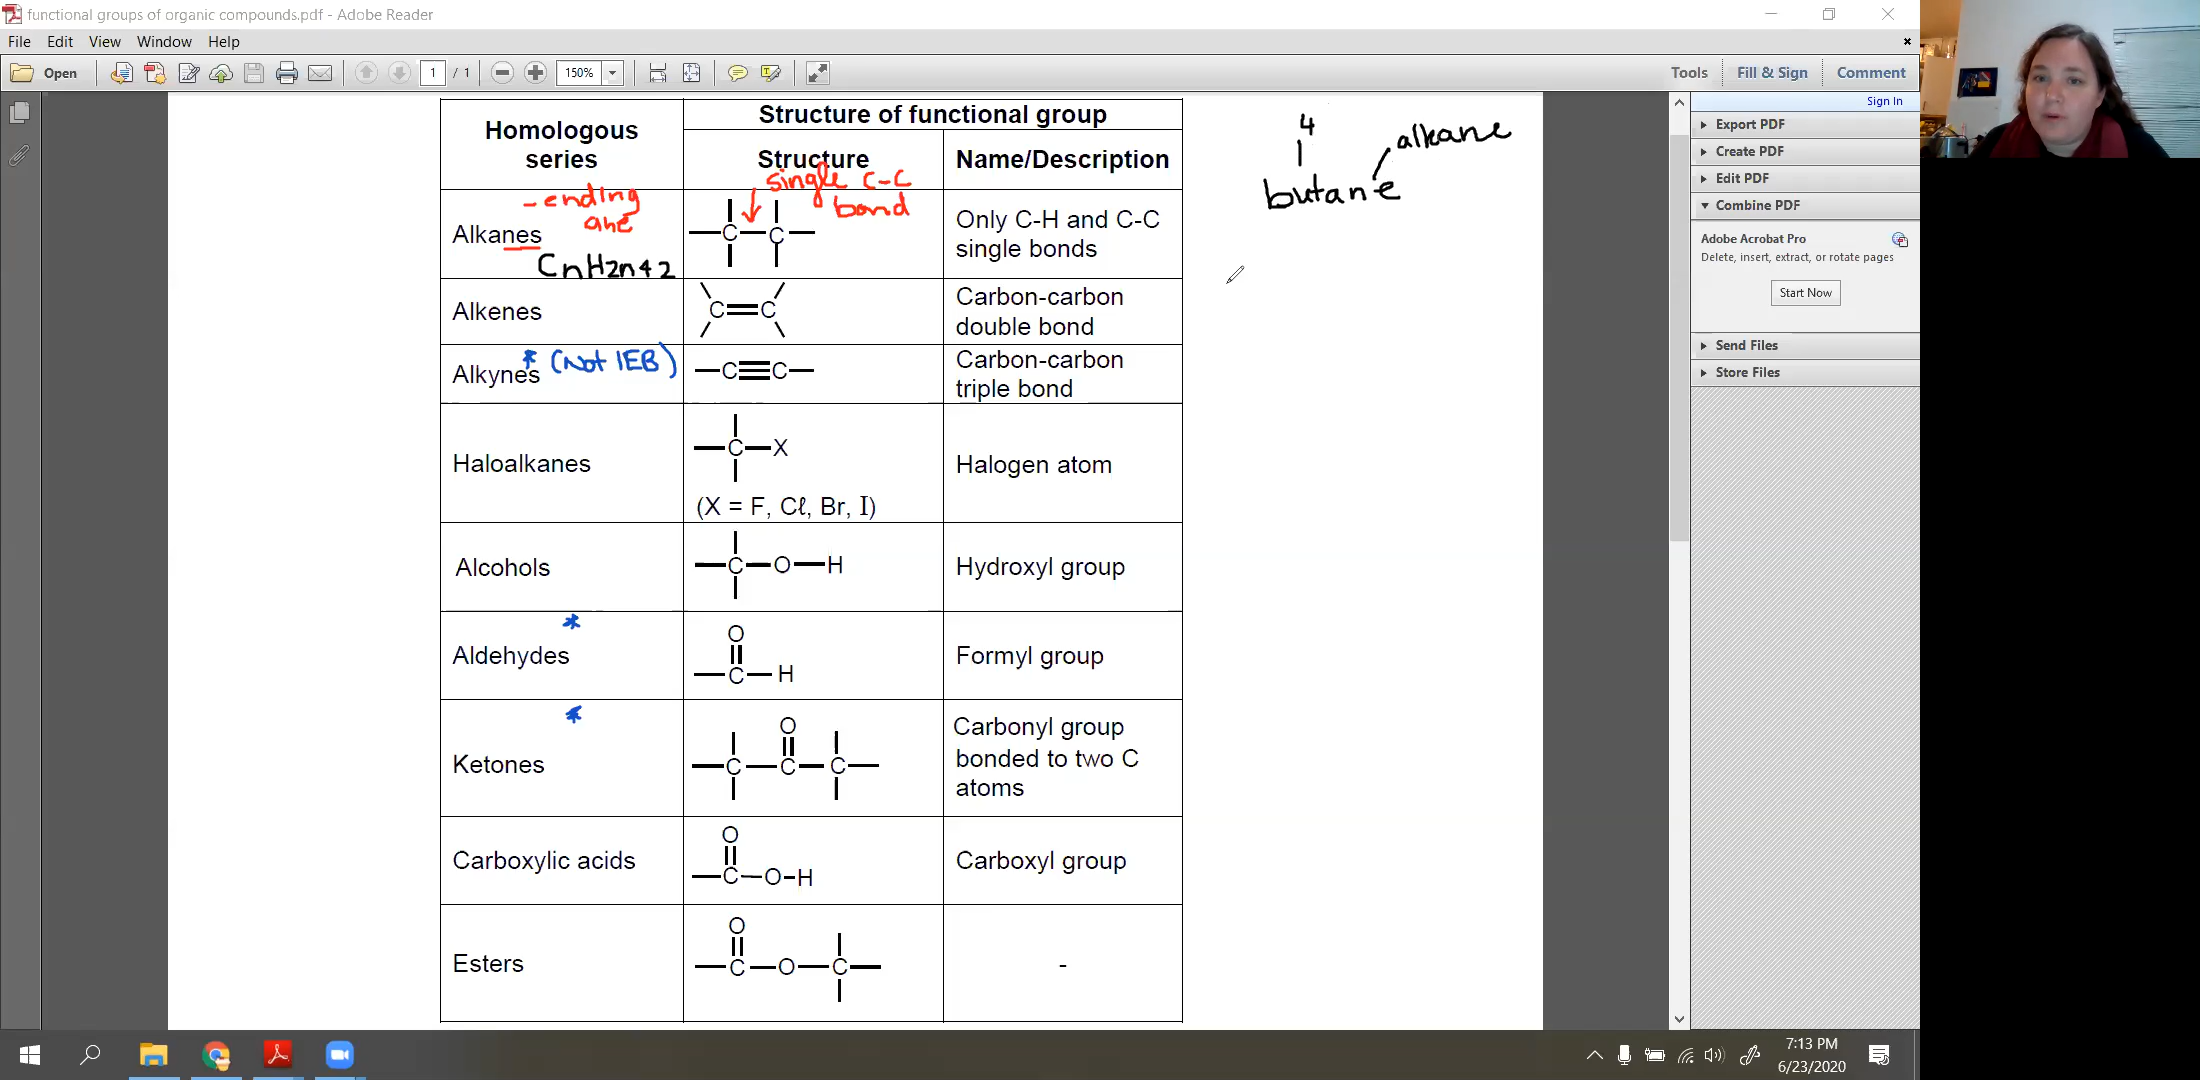 functional groups of organic compounds.pdf - Adobe Reader
File Edit View Window Help
Open 1 / 1 150% Tools Fill & Sign Comment
Sign In
Export PDF
Create PDF
Edit PDF
Combine PDF
Adobe Acrobat Pro
Delete, insert, extract, or rotate pages
Start Now
Send Files
Store Files
Homologous series
Structure of functional group
Structure
Name/Description
Alkanes
- ending
ane
CnH2n+2
single C-C
bond
C C
Only C-H and C-C
single bonds
Alkenes
C C
Carbon-carbon
double bond
Alkynes * (Not IEB)
C C
Carbon-carbon
triple bond
Haloalkanes
C X
(X = F, Cℓ, Br, I)
Halogen atom
Alcohols
C O H
Hydroxyl group
*
Aldehydes
O
C H
Formyl group
*
Ketones
O
C C C
Carbonyl group
bonded to two C
atoms
Carboxylic acids
O
C O-H
Carboxyl group
Esters
O
C O C
-
4
alkane
butane
7:13 PM
6/23/2020